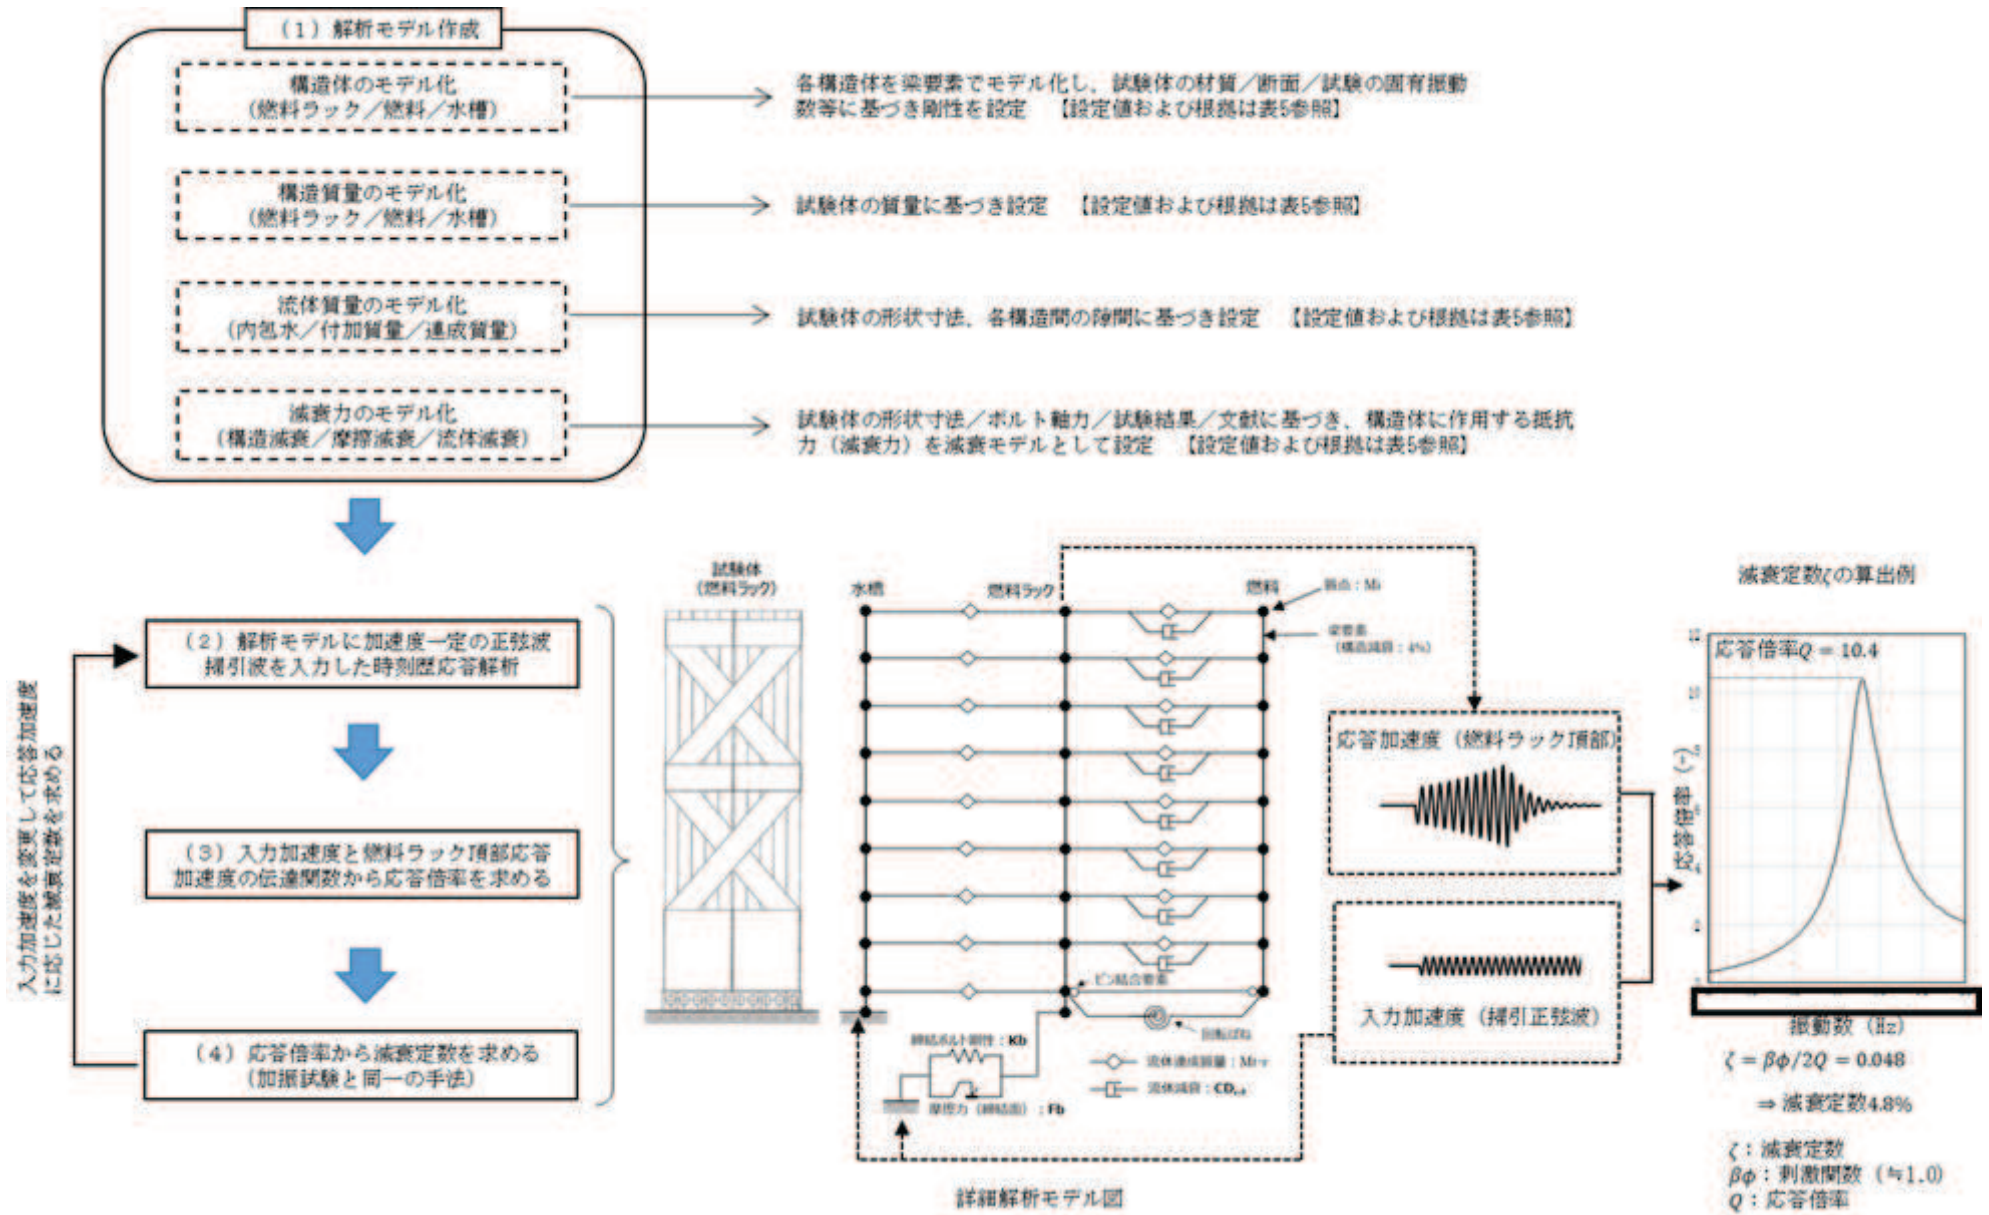 (1) 解析モデル作成
構造体のモデル化
(燃料ラック／燃料／水槽)
各構造体を梁要素でモデル化し、試験体の材質／断面／試験の固有振動
数等に基づき剛性を設定 【設定値および根拠は表5参照】
構造質量のモデル化
(燃料ラック／燃料／水槽)
試験体の質量に基づき設定 【設定値および根拠は表5参照】
流体質量のモデル化
(内包水／付加質量／連成質量)
試験体の形状寸法、各構造間の隙間に基づき設定 【設定値および根拠は表5参照】
減衰力のモデル化
(構造減衰／摩擦減衰／流体減衰)
試験体の形状寸法／ボルト軸力／試験結果／文献に基づき、構造体に作用する抵抗
力（減衰力）を減衰モデルとして設定 【設定値および根拠は表5参照】
入力加速度を変更して応答加速度
に応じた減衰定数を求める
(2) 解析モデルに加速度一定の正弦波
掃引波を入力した時刻歴応答解析
(3) 入力加速度と燃料ラック頂部応答
加速度の伝達関数から応答倍率を求める
(4) 応答倍率から減衰定数を求める
(加振試験と同一の手法)
試験体
(燃料ラック)
水槽
燃料ラック
燃料
質点：Mi
梁要素
(構造減衰：4%)
ピン結合要素
回転ばね
締結ボルト剛性：Kb
摩擦力（締結面）：Fb
流体連成質量：
流体減衰：
詳細解析モデル図
応答加速度（燃料ラック頂部）
入力加速度（掃引正弦波）
減衰定数ζの算出例
応答倍率Q = 10.4
応答倍率 (-)
12
10
8
6
4
2
振動数 (Hz)
ζ = βϕ/2Q = 0.048
⇒ 減衰定数4.8%
ζ：減衰定数
βϕ：刺激関数（≒1.0）
Q：応答倍率